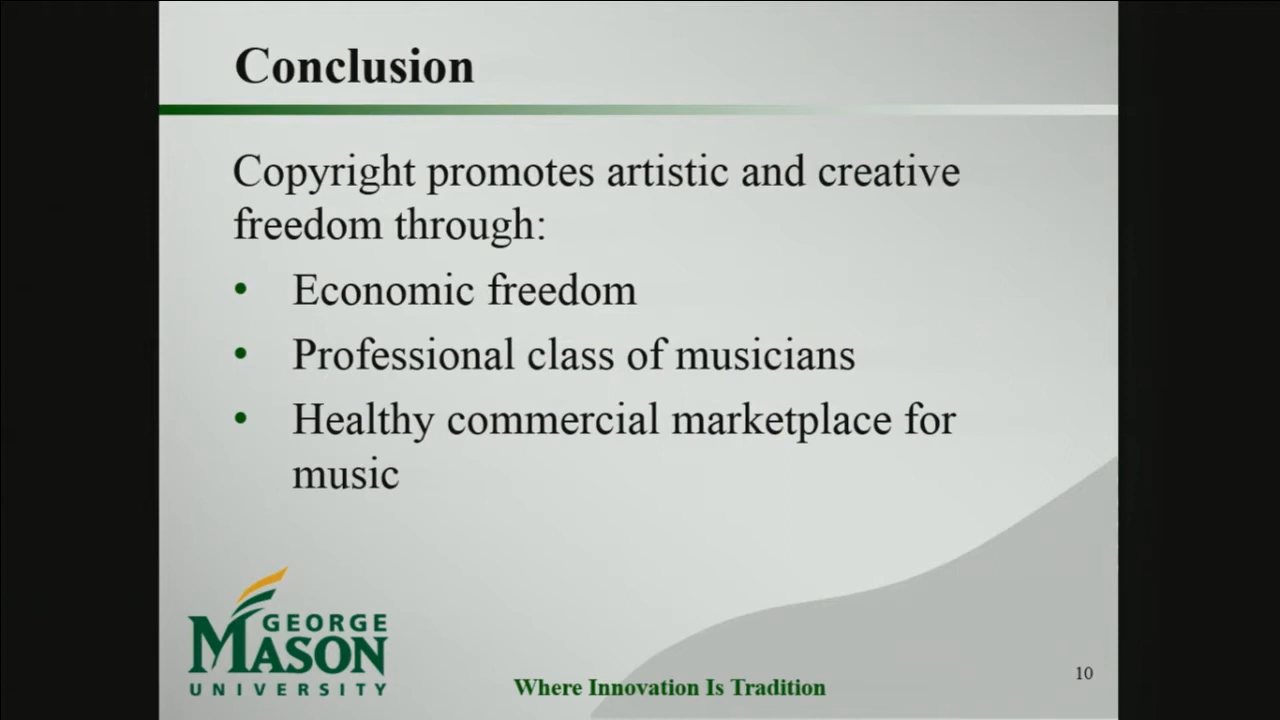 Conclusion
Copyright promotes artistic and creative
freedom through:
• Economic freedom
• Professional class of musicians
• Healthy commercial marketplace for
music
GEORGE
MASON
UNIVERSITY
Where Innovation Is Tradition
10